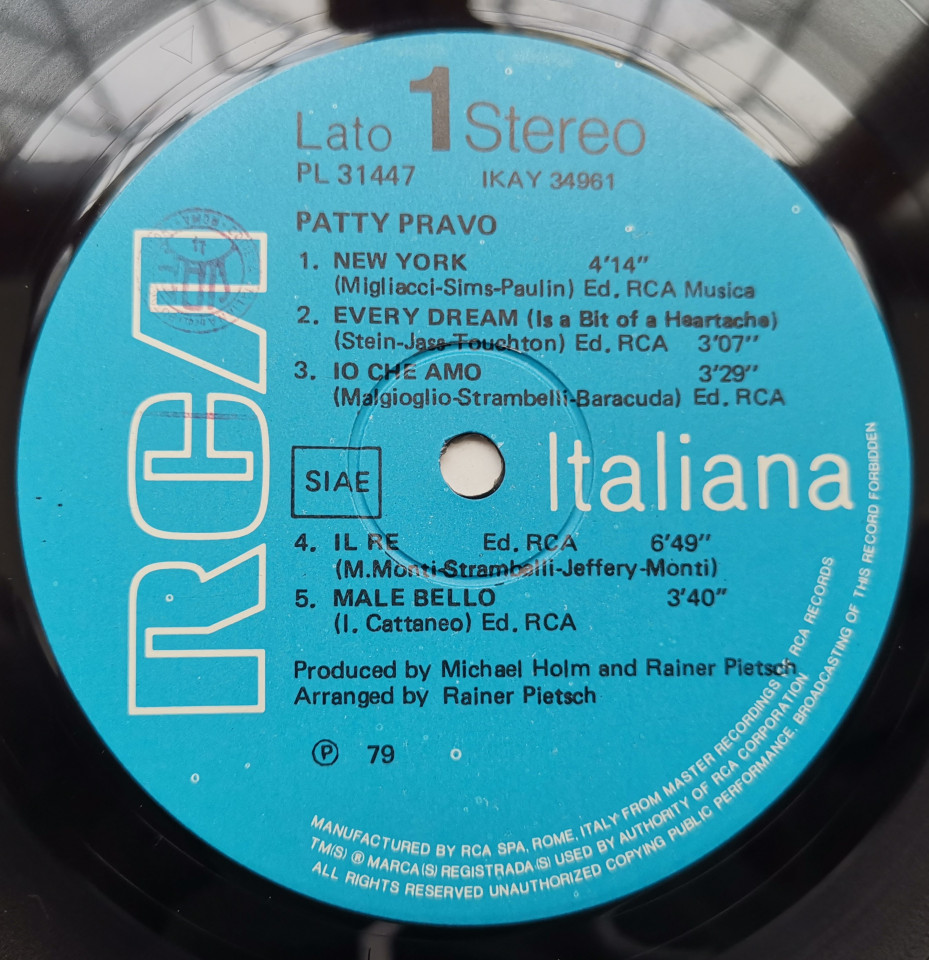 Lato 1 Stereo
PL 31447 IKAY 34961
PATTY PRAVO
1. NEW YORK 4'14"
(Migliacci-Sims-Paulin) Ed. RCA Musica
2. EVERY DREAM (Is a Bit of a Heartache)
(Stein-Jass-Touchton) Ed. RCA 3'07"
3. IO CHE AMO 3'29"
(Malgioglio-Strambelli-Baracuda) Ed. RCA
RCA
Italiana
SIAE
4. IL RE Ed. RCA 6'49"
(M.Monti-Strambelli-Jeffery-Monti)
5. MALE BELLO 3'40"
(I. Cattaneo) Ed. RCA
Produced by Michael Holm and Rainer Pietsch
Arranged by Rainer Pietsch
Ⓟ 79
MANUFACTURED BY RCA SPA, ROME, ITALY FROM MASTER RECORDINGS OF RCA RECORDS
TM(S) ® MARCA(S) REGISTRADA(S) USED BY AUTHORITY OF RCA CORPORATION
ALL RIGHTS RESERVED UNAUTHORIZED COPYING PUBLIC PERFORMANCE, BROADCASTING OF THIS RECORD FORBIDDEN